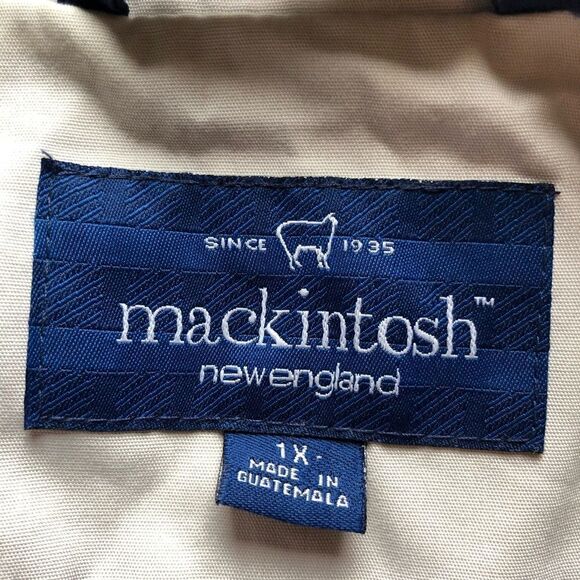 SINCE 1935
mackintosh™
newengland
1X
MADE IN
GUATEMALA